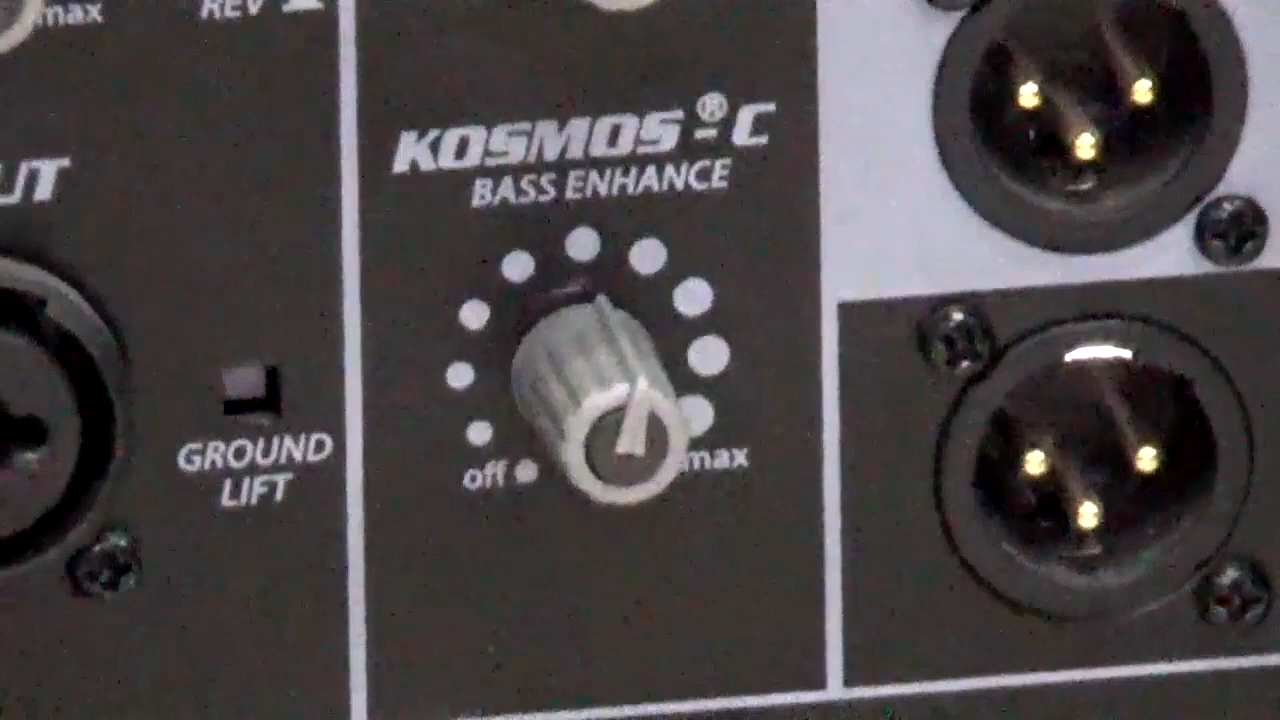 max
REV
UT
KOSMOS®-C
BASS ENHANCE
GROUND
LIFT
off
max